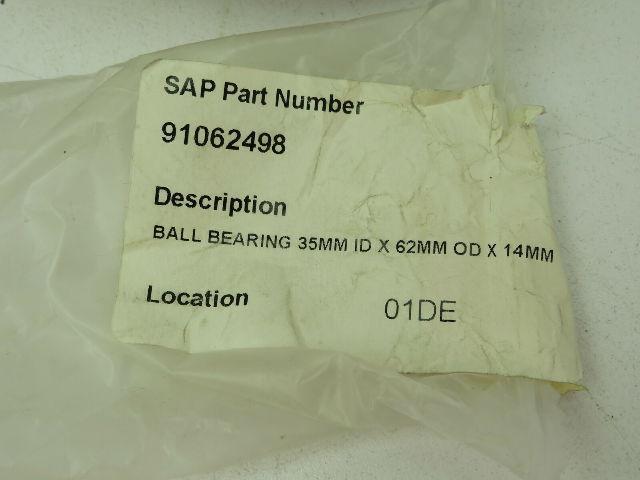 SAP Part Number
91062498
Description
BALL BEARING 35MM ID X 62MM OD X 14MM
Location 01DE